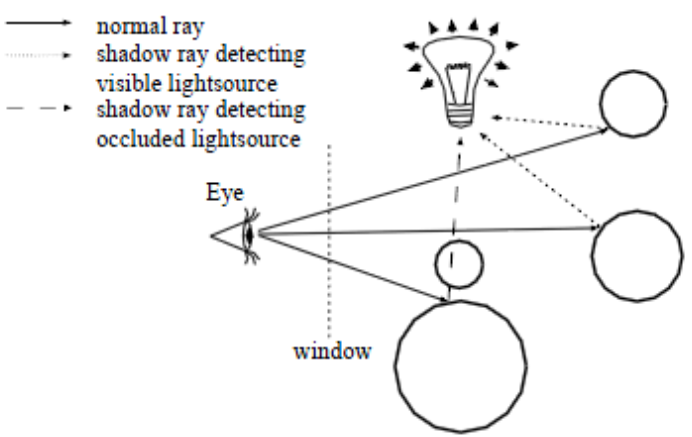 normal ray
shadow ray detecting
visible lightsource
shadow ray detecting
occluded lightsource
Eye
window